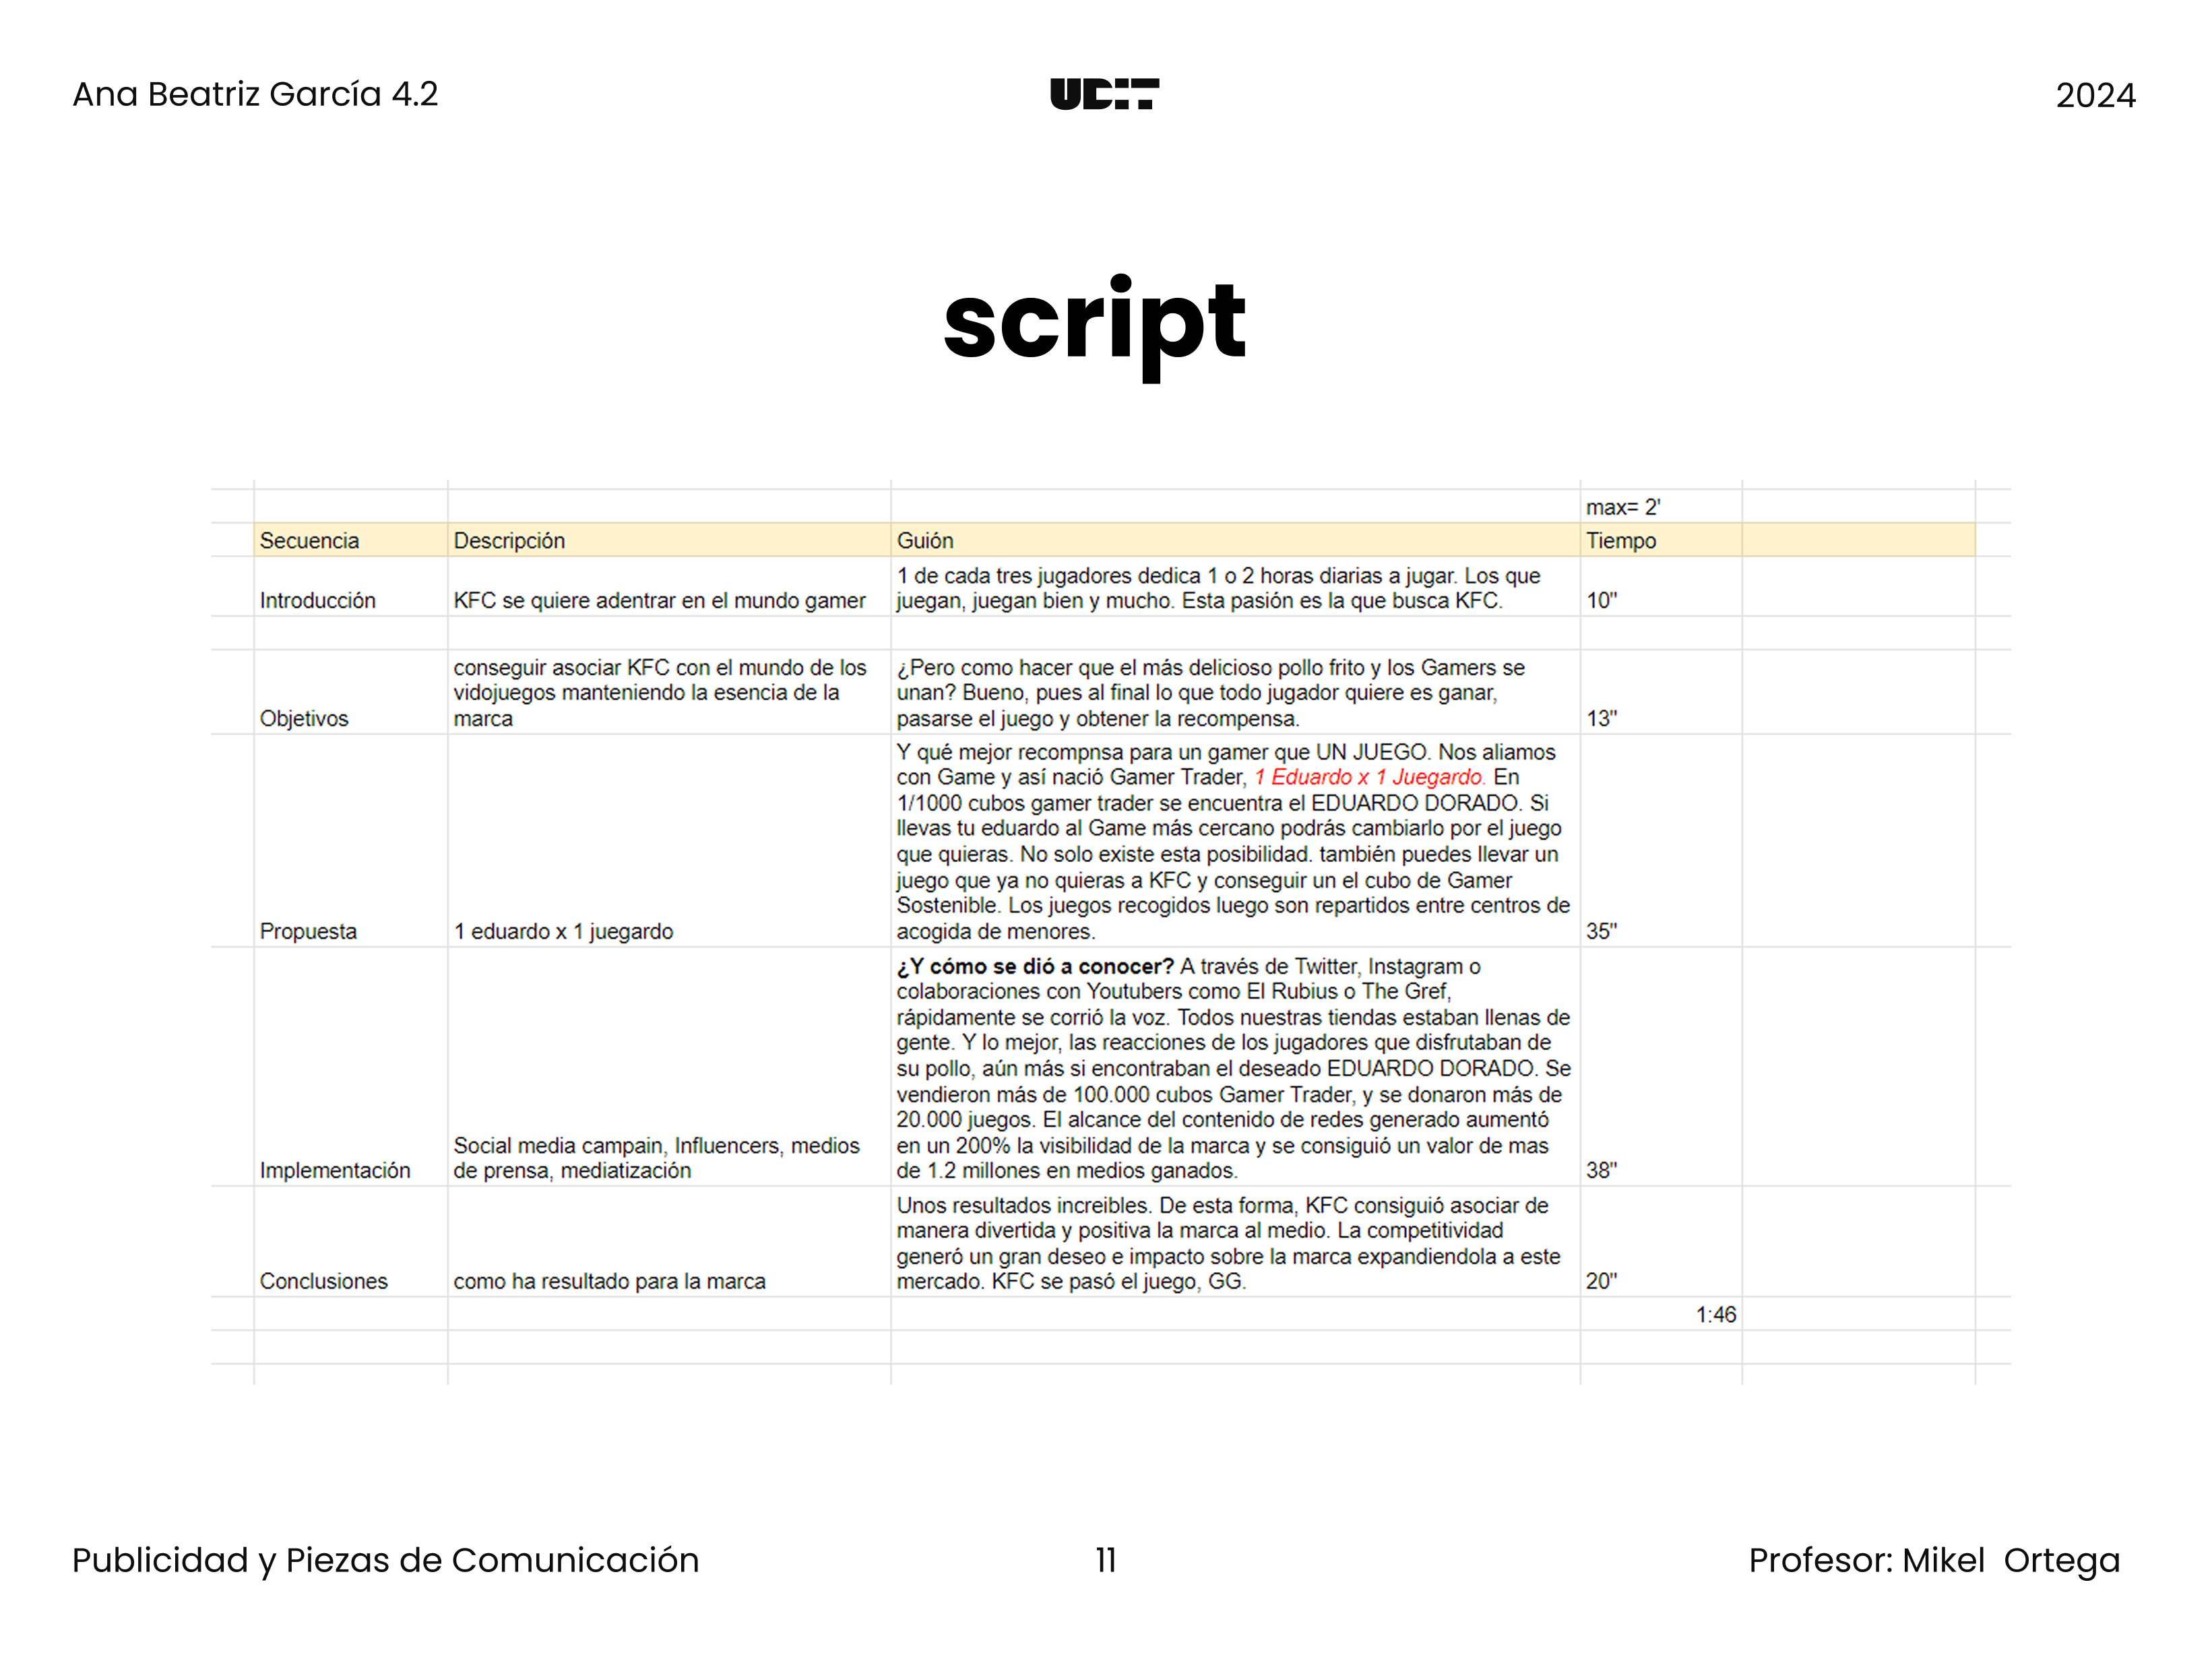 Ana Beatriz García 4.2
UDIT
2024
script
max= 2'
Secuencia
Descripción
Guión
Tiempo
Introducción
KFC se quiere adentrar en el mundo gamer
1 de cada tres jugadores dedica 1 o 2 horas diarias a jugar. Los que
juegan, juegan bien y mucho. Esta pasión es la que busca KFC.
10"
Objetivos
conseguir asociar KFC con el mundo de los
vidojuegos manteniendo la esencia de la
marca
¿Pero como hacer que el más delicioso pollo frito y los Gamers se
unan? Bueno, pues al final lo que todo jugador quiere es ganar,
pasarse el juego y obtener la recompensa.
13"
Propuesta
1 eduardo x 1 juegardo
Y qué mejor recompnsa para un gamer que UN JUEGO. Nos aliamos
con Game y así nació Gamer Trader, 1 Eduardo x 1 Juegardo. En
1/1000 cubos gamer trader se encuentra el EDUARDO DORADO. Si
llevas tu eduardo al Game más cercano podrás cambiarlo por el juego
que quieras. No solo existe esta posibilidad. también puedes llevar un
juego que ya no quieras a KFC y conseguir un el cubo de Gamer
Sostenible. Los juegos recogidos luego son repartidos entre centros de
acogida de menores.
35"
Implementación
Social media campain, Influencers, medios
de prensa, mediatización
¿Y cómo se dió a conocer? A través de Twitter, Instagram o
colaboraciones con Youtubers como El Rubius o The Gref,
rápidamente se corrió la voz. Todos nuestras tiendas estaban llenas de
gente. Y lo mejor, las reacciones de los jugadores que disfrutaban de
su pollo, aún más si encontraban el deseado EDUARDO DORADO. Se
vendieron más de 100.000 cubos Gamer Trader, y se donaron más de
20.000 juegos. El alcance del contenido de redes generado aumentó
en un 200% la visibilidad de la marca y se consiguió un valor de mas
de 1.2 millones en medios ganados.
38"
Conclusiones
como ha resultado para la marca
Unos resultados increibles. De esta forma, KFC consiguió asociar de
manera divertida y positiva la marca al medio. La competitividad
generó un gran deseo e impacto sobre la marca expandiendola a este
mercado. KFC se pasó el juego, GG.
20"
1:46
Publicidad y Piezas de Comunicación
11
Profesor: Mikel Ortega